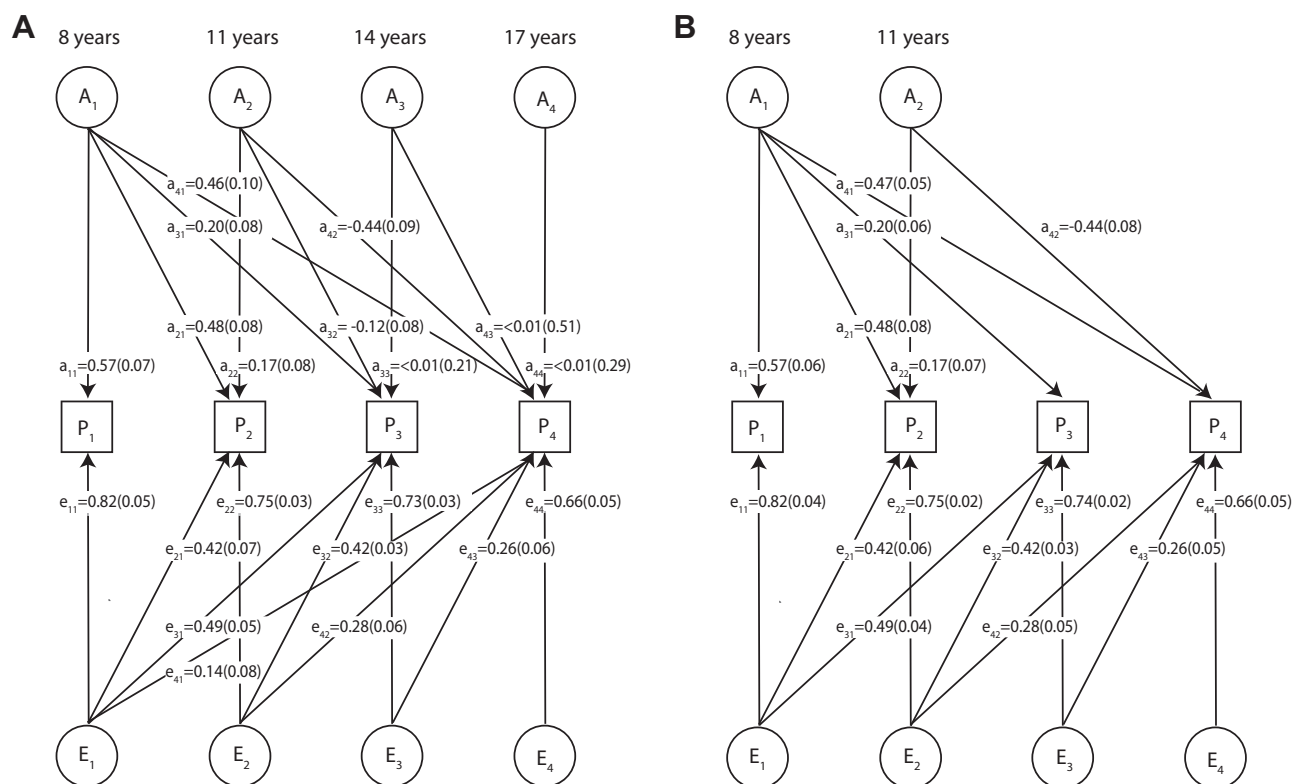 A 8 years 11 years 14 years 17 years B 8 years 11 years
A₁ A₂ A₃ A₄ A₁ A₂
a₄₁=0.46(0.10) a₄₁=0.47(0.05)
a₃₁=0.20(0.08) a₄₂=-0.44(0.09) a₃₁=0.20(0.06) a₄₂=-0.44(0.08)
a₂₁=0.48(0.08) a₃₂= -0.12(0.08) a₄₃=<0.01(0.51) a₂₁=0.48(0.08)
a₁₁=0.57(0.07) a₂₂=0.17(0.08) a₃₃=<0.01(0.21) a₄₄=<0.01(0.29) a₁₁=0.57(0.06) a₂₂=0.17(0.07)
P₁ P₂ P₃ P₄ P₁ P₂ P₃ P₄
e₁₁=0.82(0.05) e₂₂=0.75(0.03) e₃₃=0.73(0.03) e₄₄=0.66(0.05) e₁₁=0.82(0.04) e₂₂=0.75(0.02) e₃₃=0.74(0.02) e₄₄=0.66(0.05)
e₂₁=0.42(0.07) e₃₂=0.42(0.03) e₄₃=0.26(0.06) e₂₁=0.42(0.06) e₃₂=0.42(0.03) e₄₃=0.26(0.05)
e₃₁=0.49(0.05) e₄₂=0.28(0.06) e₃₁=0.49(0.04) e₄₂=0.28(0.05)
e₄₁=0.14(0.08)
E₁ E₂ E₃ E₄ E₁ E₂ E₃ E₄